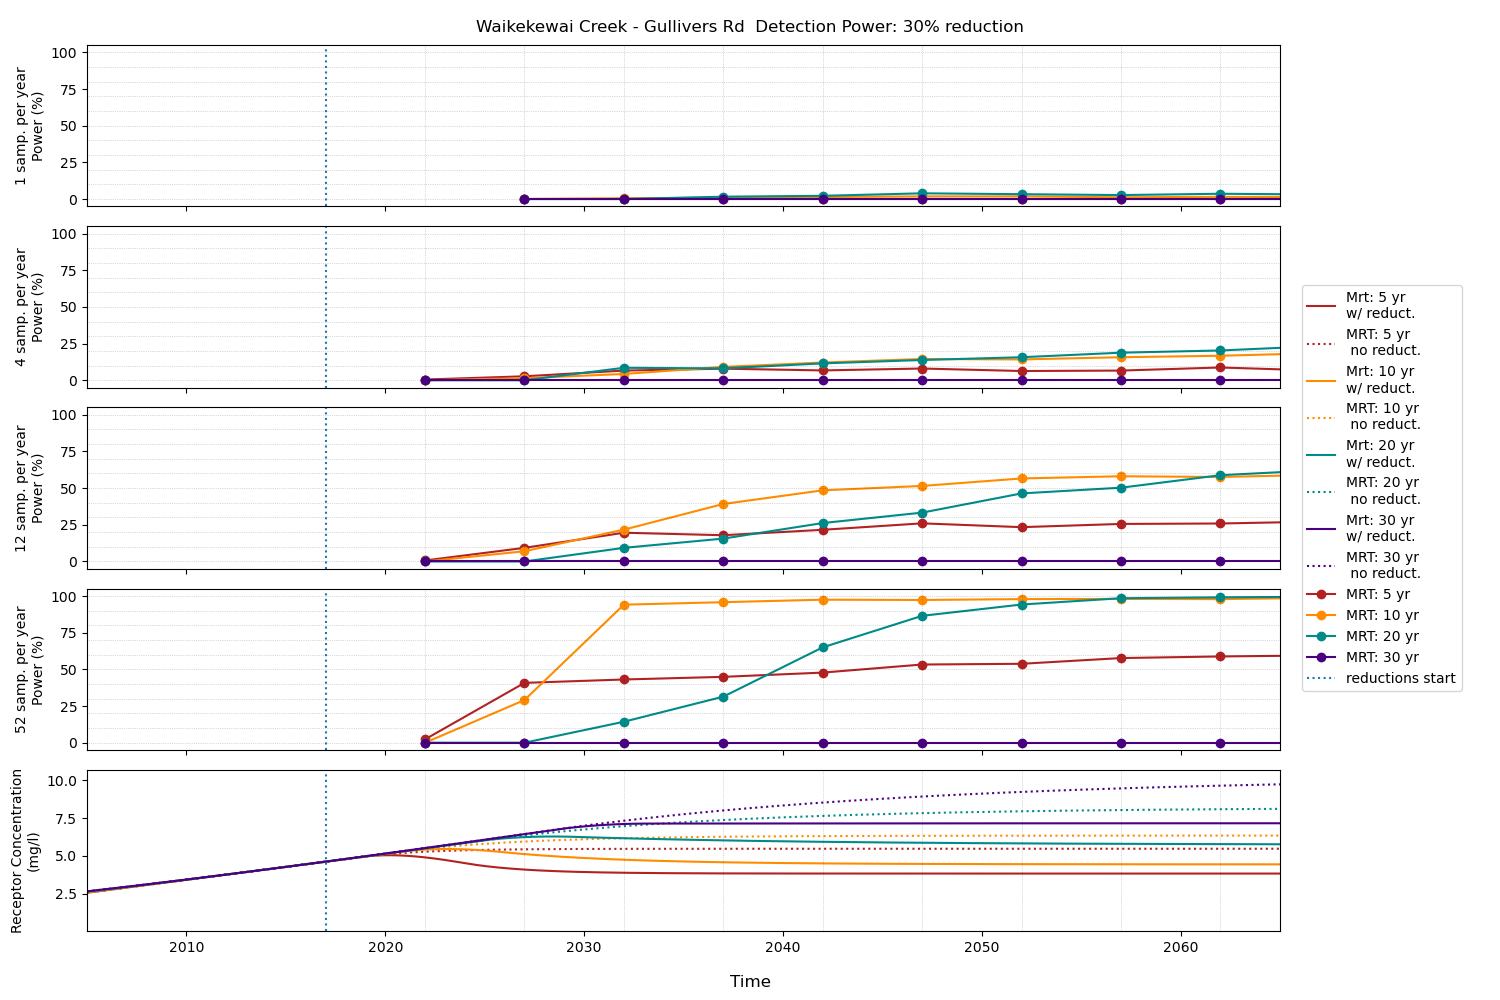 Waikekewai Creek - Gullivers Rd  Detection Power: 30% reduction
1 samp. per year
Power (%)
100
75
50
25
0
4 samp. per year
Power (%)
100
75
50
25
0
12 samp. per year
Power (%)
100
75
50
25
0
52 samp. per year
Power (%)
100
75
50
25
0
Receptor Concentration
(mg/l)
10.0
7.5
5.0
2.5
2010
2020
2030
2040
2050
2060
Time
Mrt: 5 yr
w/ reduct.
MRT: 5 yr
no reduct.
Mrt: 10 yr
w/ reduct.
MRT: 10 yr
no reduct.
Mrt: 20 yr
w/ reduct.
MRT: 20 yr
no reduct.
Mrt: 30 yr
w/ reduct.
MRT: 30 yr
no reduct.
MRT: 5 yr
MRT: 10 yr
MRT: 20 yr
MRT: 30 yr
reductions start